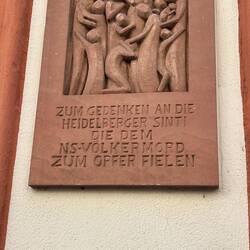 ZUM GEDENKEN AN DIE
HEIDELBERGER SINTI
DIE DEM
NS-VÖLKERMORD
ZUM OPFER FIELEN